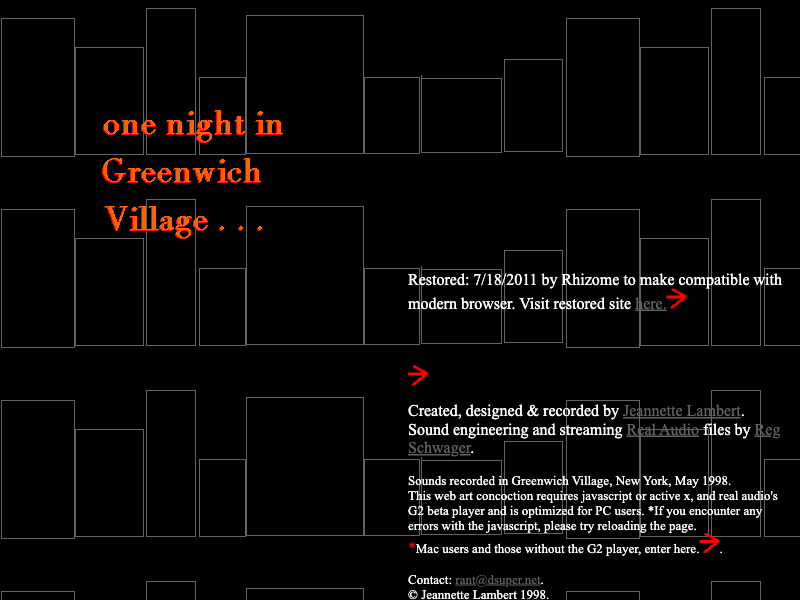 one night in
Greenwich
Village . . .
Restored: 7/18/2011 by Rhizome to make compatible with
modern browser. Visit restored site here.
Created, designed & recorded by Jeannette Lambert.
Sound engineering and streaming Real Audio files by Reg
Schwager.
Sounds recorded in Greenwich Village, New York, May 1998.
This web art concoction requires javascript or active x, and real audio's
G2 beta player and is optimized for PC users. *If you encounter any
errors with the javascript, please try reloading the page.
*Mac users and those without the G2 player, enter here. .
Contact: rant@dsuper.net.
© Jeannette Lambert 1998.